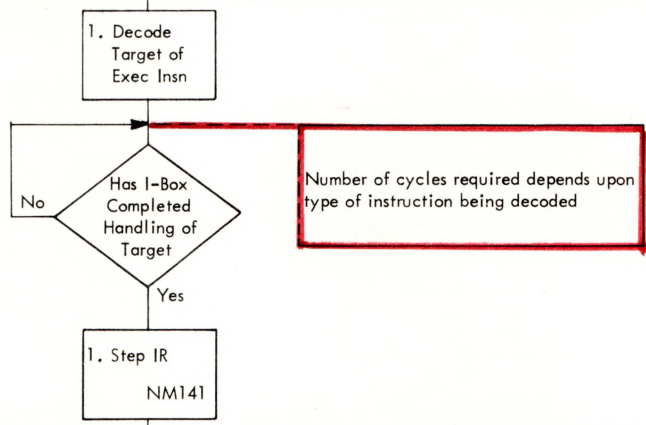 1. Decode
Target of
Exec Insn
No
Has I-Box
Completed
Handling of
Target
Number of cycles required depends upon
type of instruction being decoded
Yes
1. Step IR
NM141